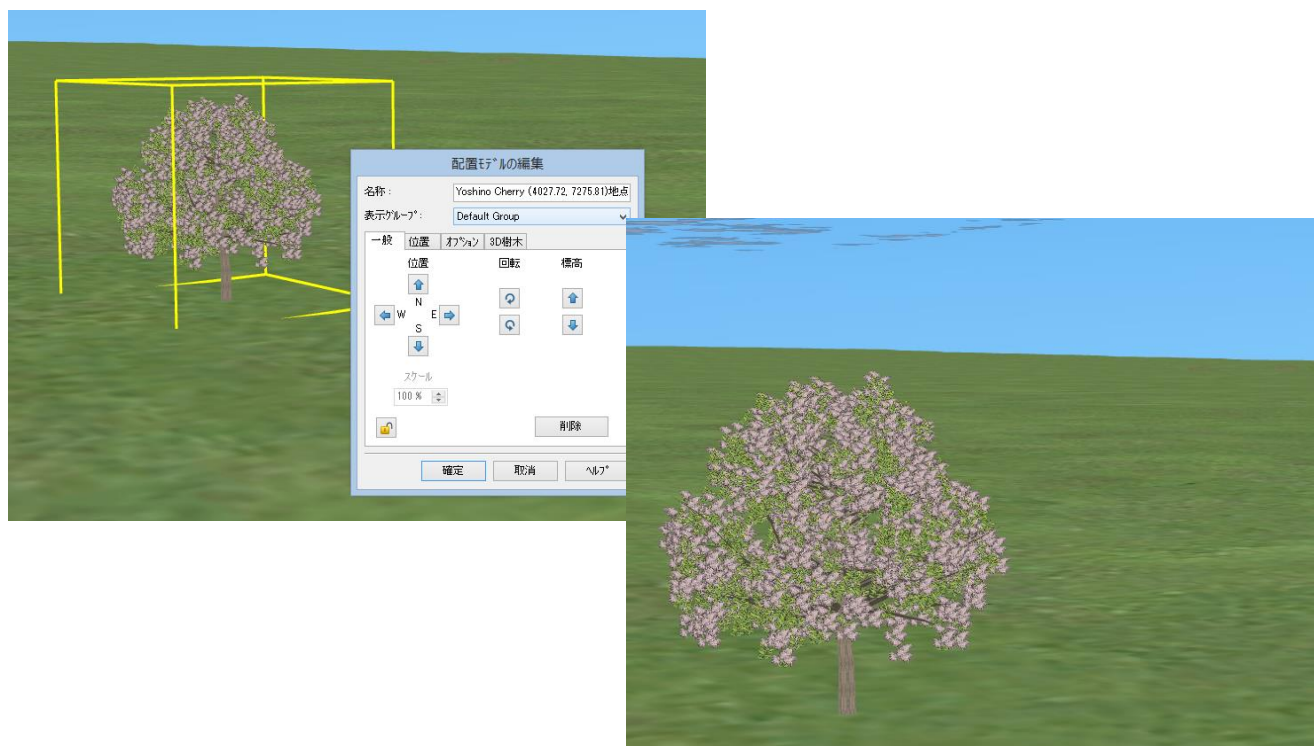 配置ﾓﾃﾞﾙの編集
名称：
Yoshino Cherry (4027.72, 7275.81)地点
表示ｸﾞﾙｰﾌﾟ：
Default Group
一般 位置 ｵﾌﾟｼｮﾝ 3D樹木
位置 回転 標高
N
W E
S
ｽｹｰﾙ
100 %
削除
確定 取消 ﾍﾙﾌﾟ